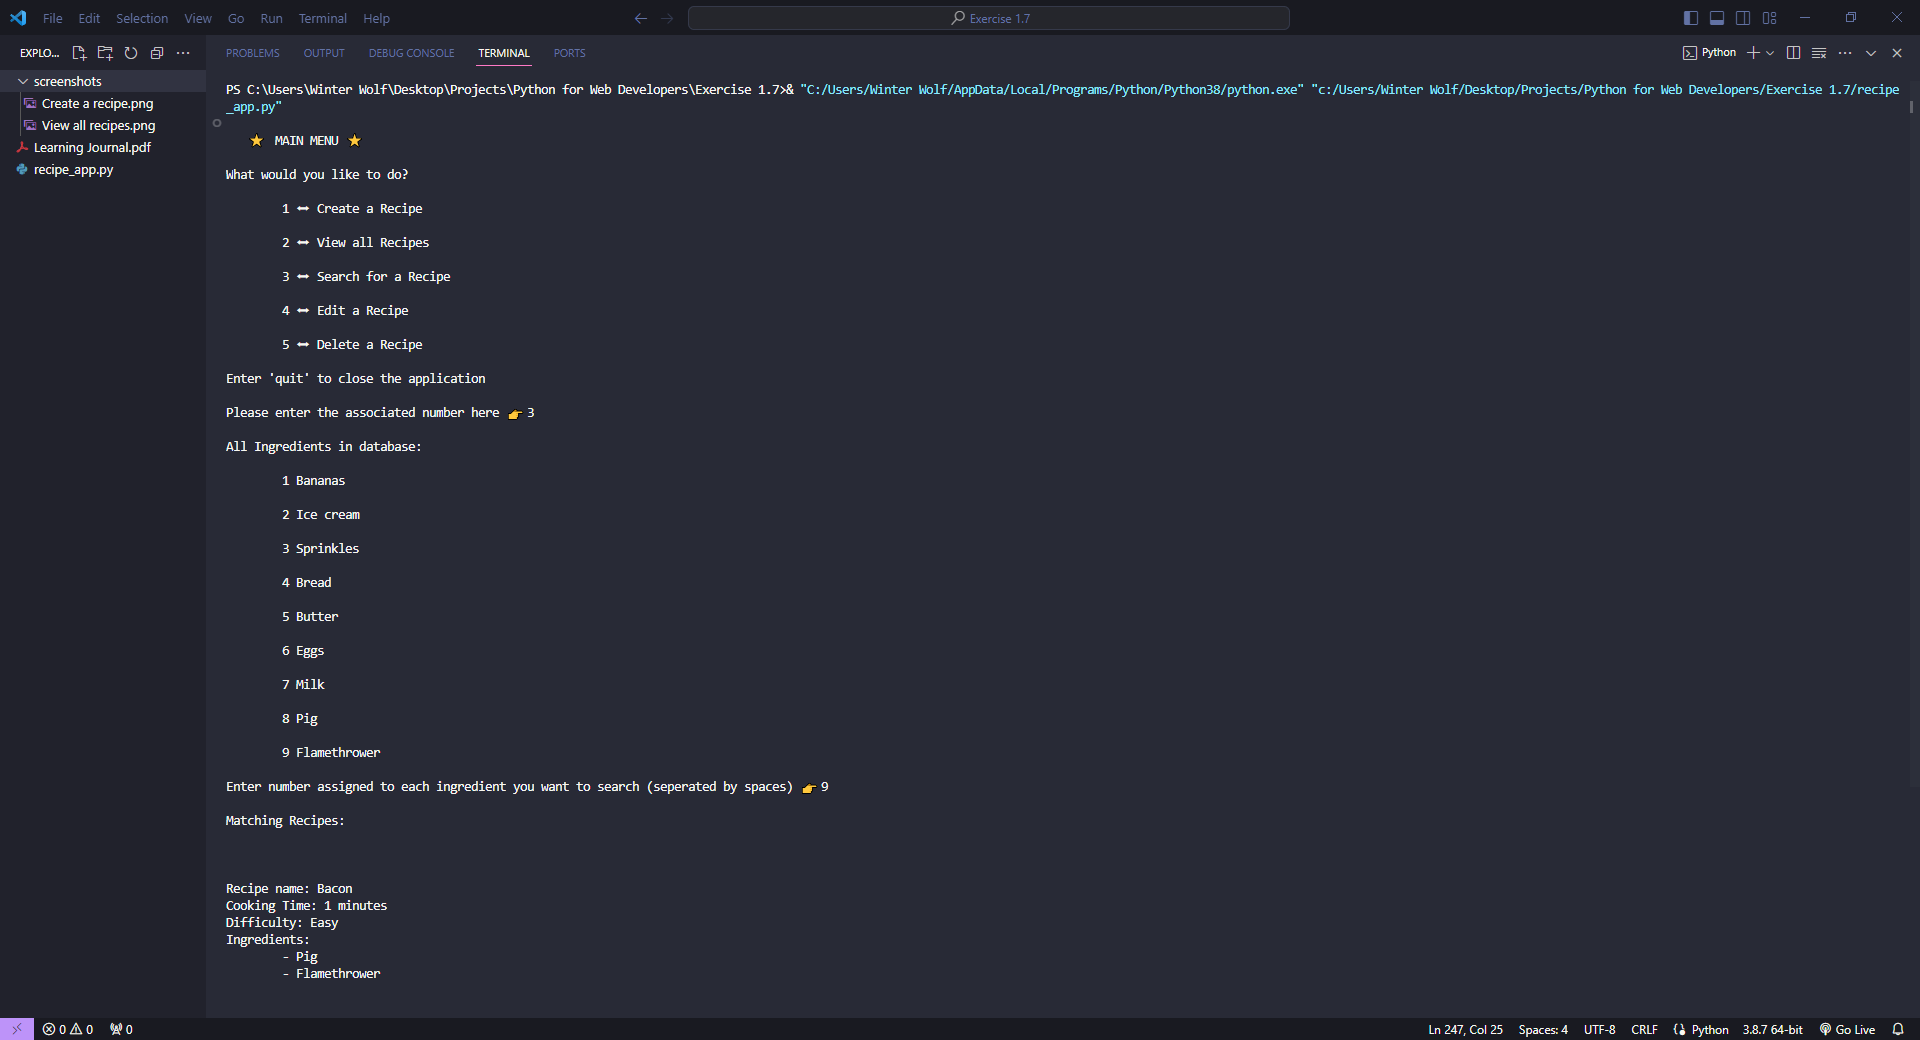 File Edit Selection View Go Run Terminal Help
Exercise 1.7
EXPLO...
PROBLEMS OUTPUT DEBUG CONSOLE TERMINAL PORTS
Python
screenshots
Create a recipe.png
View all recipes.png
Learning Journal.pdf
recipe_app.py
PS C:\Users\Winter Wolf\Desktop\Projects\Python for Web Developers\Exercise 1.7>& "C:/Users/Winter Wolf/AppData/Local/Programs/Python/Python38/python.exe" "c:/Users/Winter Wolf/Desktop/Projects/Python for Web Developers/Exercise 1.7/recipe
_app.py"
⭐ MAIN MENU ⭐
What would you like to do?
1 ↔ Create a Recipe
2 ↔ View all Recipes
3 ↔ Search for a Recipe
4 ↔ Edit a Recipe
5 ↔ Delete a Recipe
Enter 'quit' to close the application
Please enter the associated number here 👉 3
All Ingredients in database:
1 Bananas
2 Ice cream
3 Sprinkles
4 Bread
5 Butter
6 Eggs
7 Milk
8 Pig
9 Flamethrower
Enter number assigned to each ingredient you want to search (seperated by spaces) 👉 9
Matching Recipes:
Recipe name: Bacon
Cooking Time: 1 minutes
Difficulty: Easy
Ingredients:
- Pig
- Flamethrower
0 0 0
Ln 247, Col 25 Spaces: 4 UTF-8 CRLF Python 3.8.7 64-bit Go Live